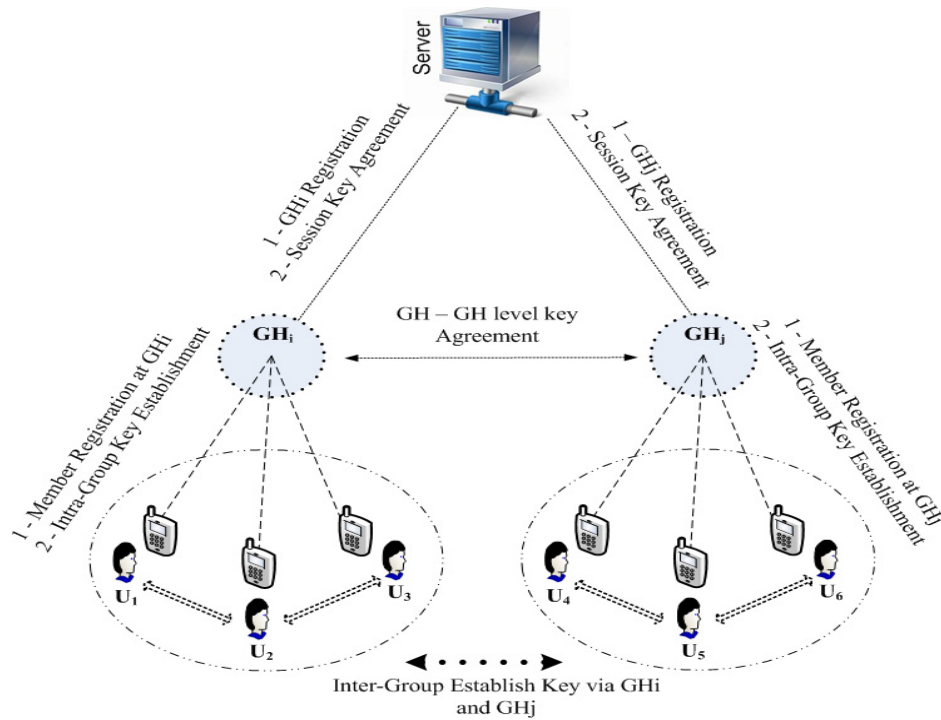 Server
1 - GHi Registration
2 - Session Key Agreement
1 – GHj Registration
2 - Session Key Agreement
GHi
GH – GH level key
Agreement
GHj
1 - Member Registration at GHi
2 - Intra-Group Key Establishment
1 - Member Registration at GHj
2 - Intra-Group Key Establishment
U1
U2
U3
U4
U5
U6
Inter-Group Establish Key via GHi
and GHj